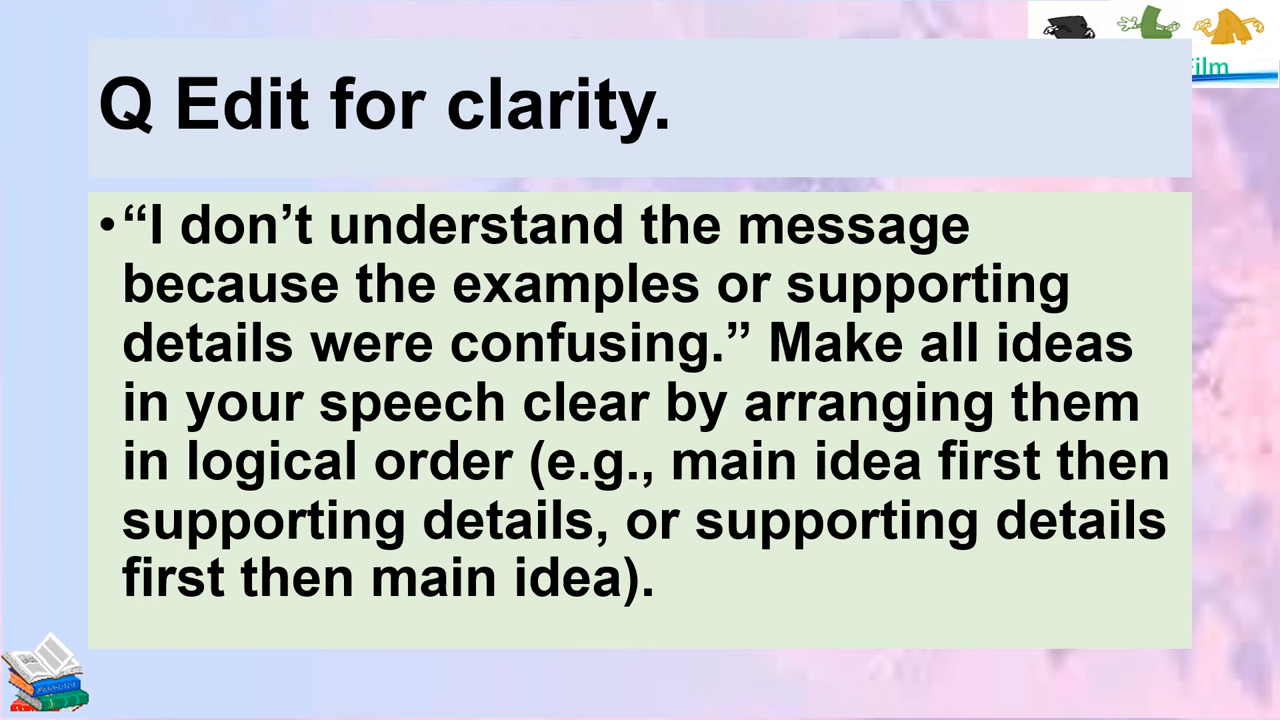 Q Edit for clarity.
• “I don’t understand the message
because the examples or supporting
details were confusing.” Make all ideas
in your speech clear by arranging them
in logical order (e.g., main idea first then
supporting details, or supporting details
first then main idea).